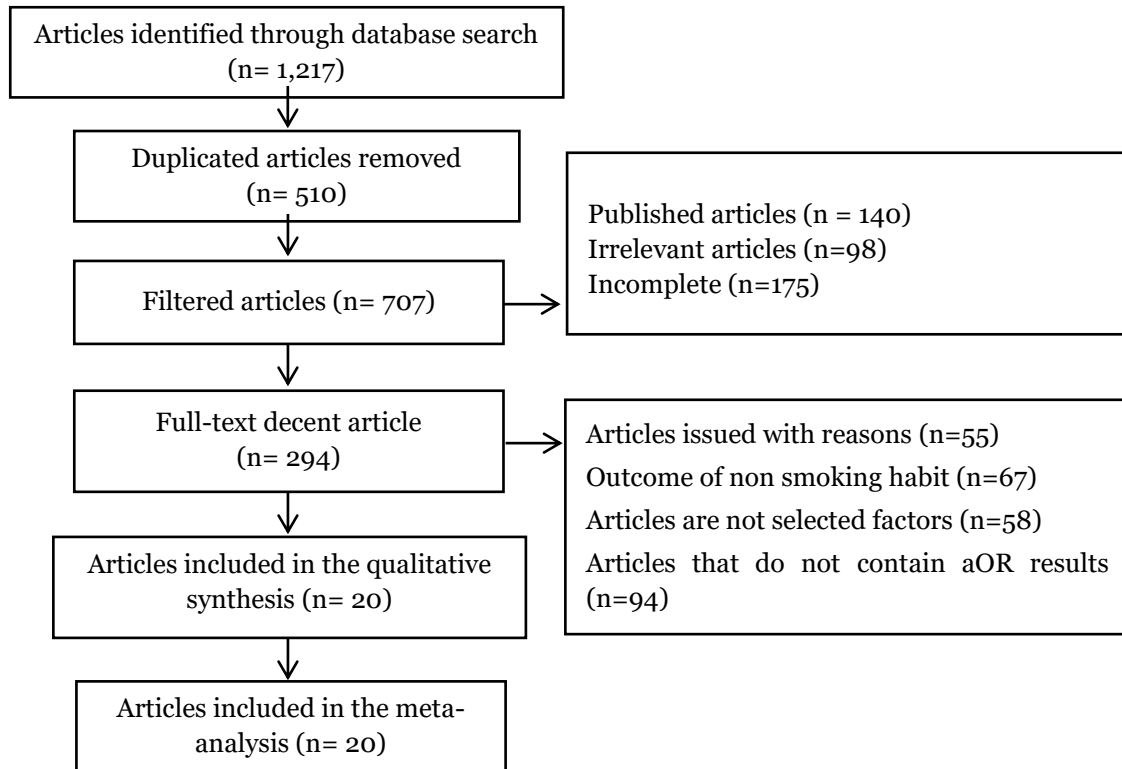 Articles identified through database search
(n= 1,217)
Duplicated articles removed
(n= 510)
Published articles (n = 140)
Irrelevant articles (n=98)
Incomplete (n=175)
Filtered articles (n= 707)
Full-text decent article
(n= 294)
Articles issued with reasons (n=55)
Outcome of non smoking habit (n=67)
Articles are not selected factors (n=58)
Articles that do not contain aOR results
(n=94)
Articles included in the qualitative
synthesis (n= 20)
Articles included in the meta-
analysis (n= 20)